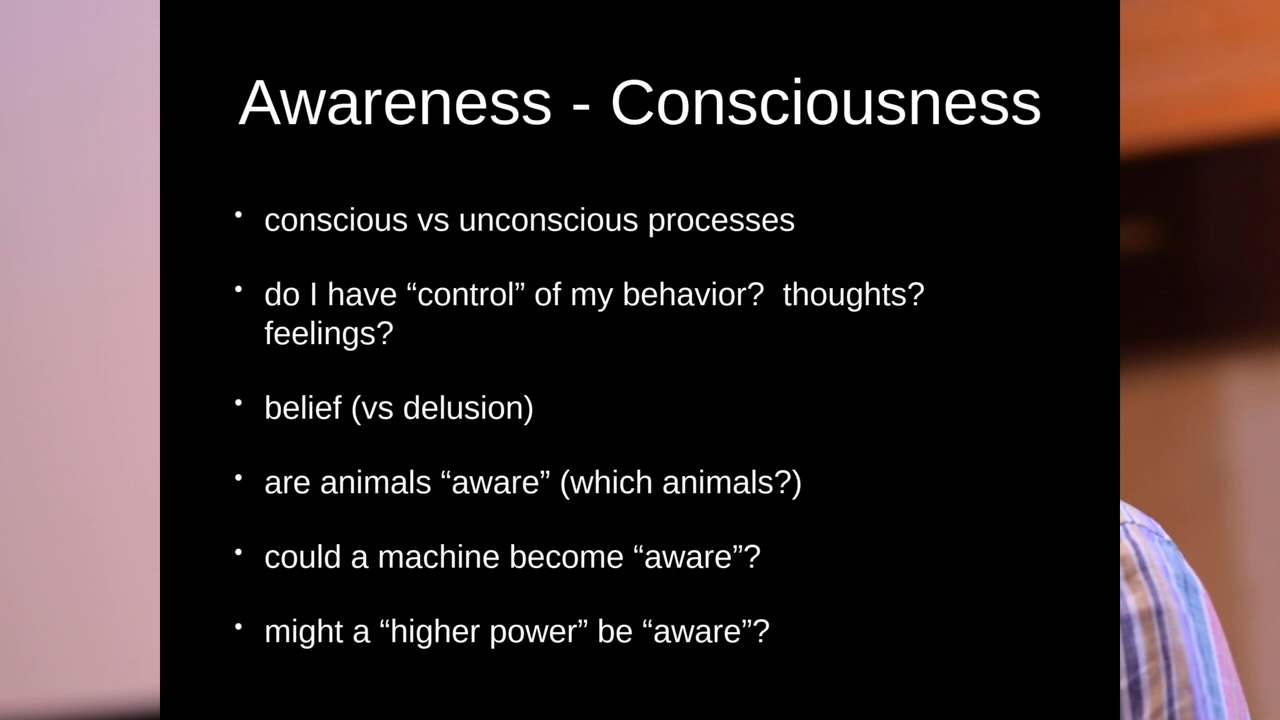 Awareness - Consciousness
• conscious vs unconscious processes
• do I have “control” of my behavior?  thoughts?
feelings?
• belief (vs delusion)
• are animals “aware” (which animals?)
• could a machine become “aware”?
• might a “higher power” be “aware”?